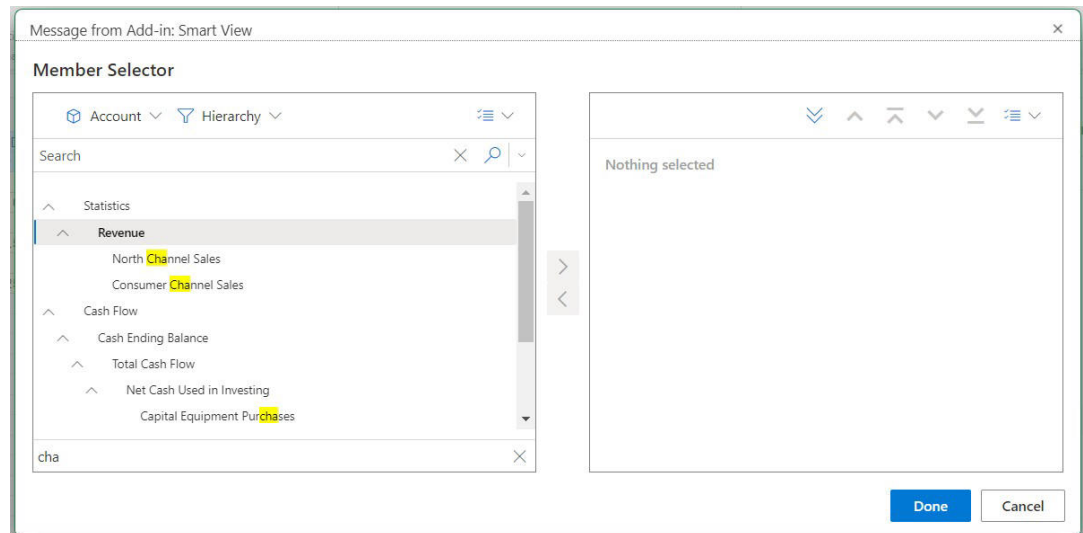 Message from Add-in: Smart View
Member Selector
Account Hierarchy
Search
Nothing selected
Statistics
Revenue
North Channel Sales
Consumer Channel Sales
Cash Flow
Cash Ending Balance
Total Cash Flow
Net Cash Used in Investing
Capital Equipment Purchases
cha
Done Cancel